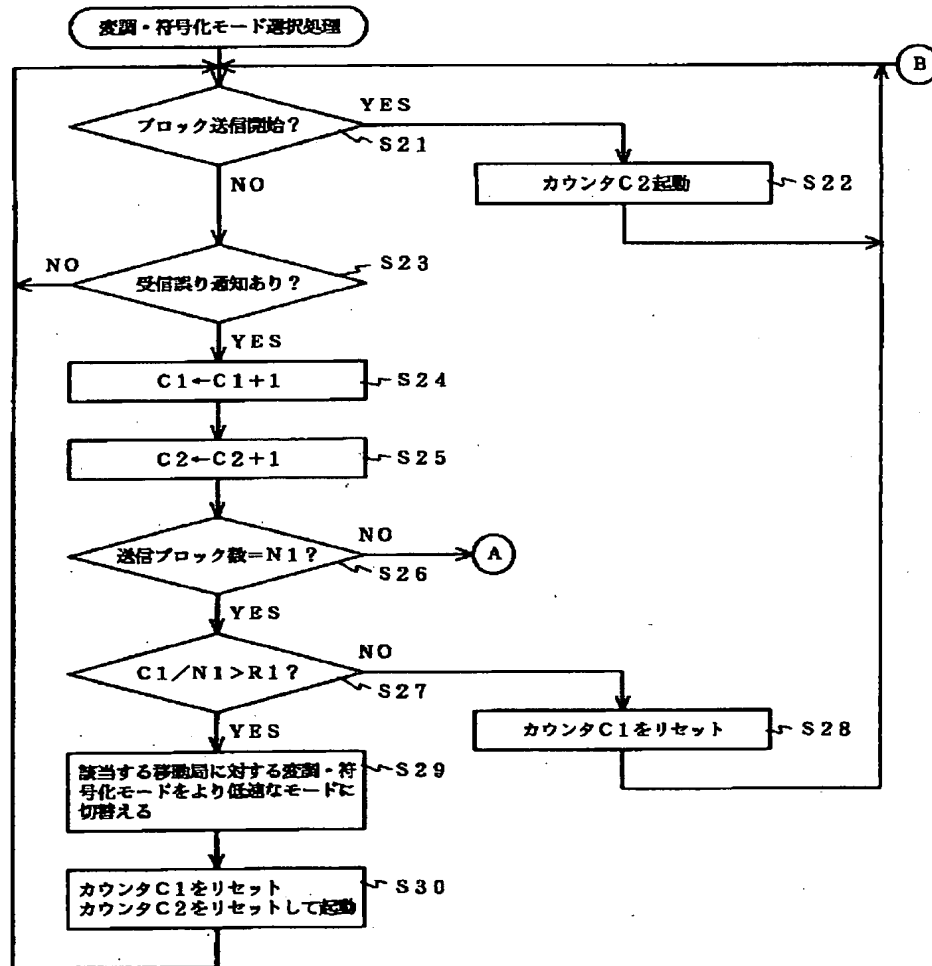 変調・符号化モード選択処理
B
YES
ブロック送信開始?
S21
カウンタC2起動
S22
NO
S23
NO
受信誤り通知あり?
YES
C1←C1+1
S24
C2←C2+1
S25
NO
送信ブロック数=N1?
A
S26
YES
NO
C1/N1>R1?
S27
カウンタC1をリセット
S28
YES
該当する移動局に対する変調・符
号化モードをより低速なモードに
切替える
S29
カウンタC1をリセット
カウンタC2をリセットして起動
S30